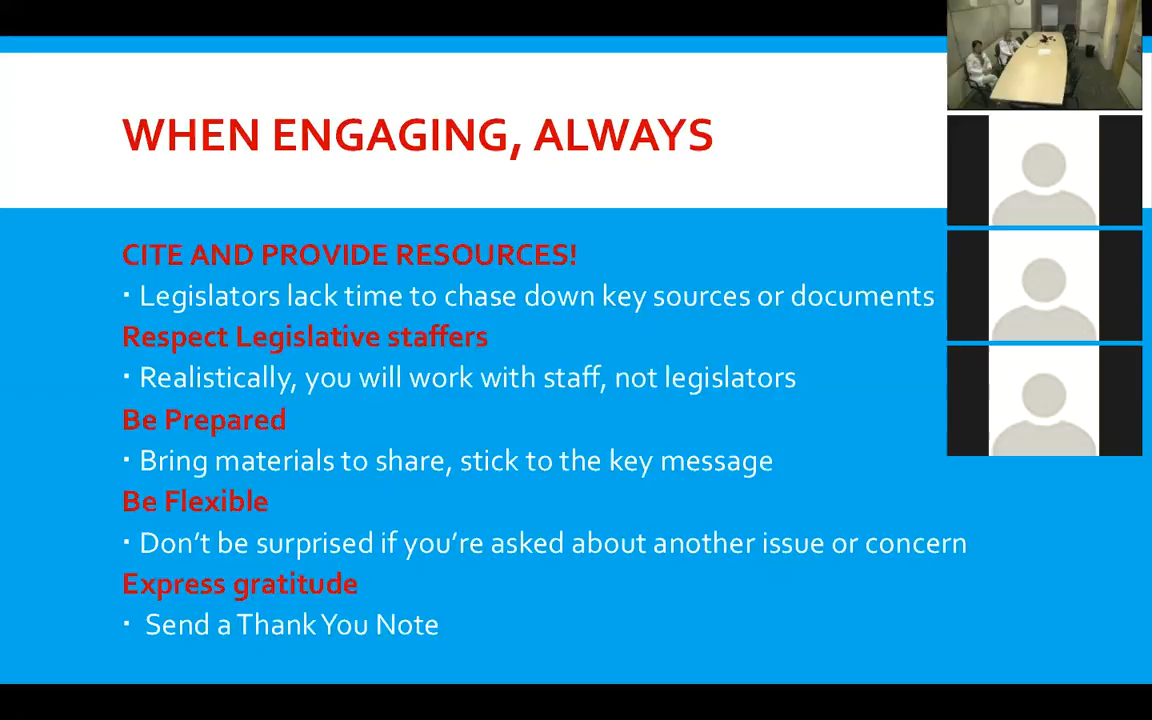 WHEN ENGAGING, ALWAYS
CITE AND PROVIDE RESOURCES!
▪ Legislators lack time to chase down key sources or documents
Respect Legislative staffers
▪ Realistically, you will work with staff, not legislators
Be Prepared
▪ Bring materials to share, stick to the key message
Be Flexible
▪ Don’t be surprised if you’re asked about another issue or concern
Express gratitude
▪ Send a Thank You Note